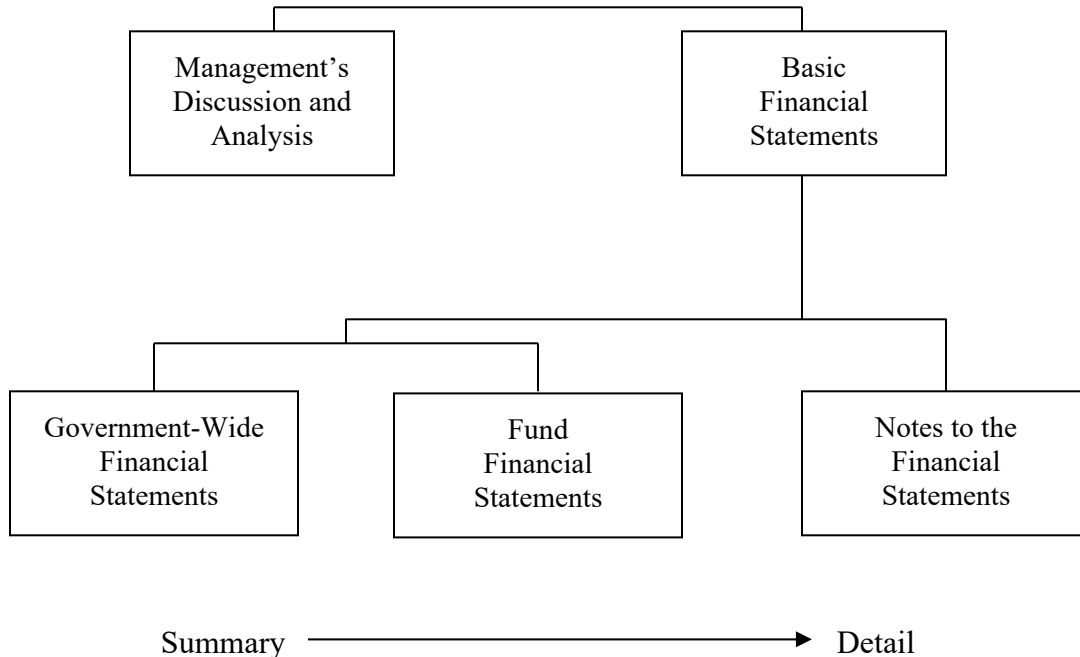 Management’s
Discussion and
Analysis
Basic
Financial
Statements
Government-Wide
Financial
Statements
Fund
Financial
Statements
Notes to the
Financial
Statements
Summary
Detail